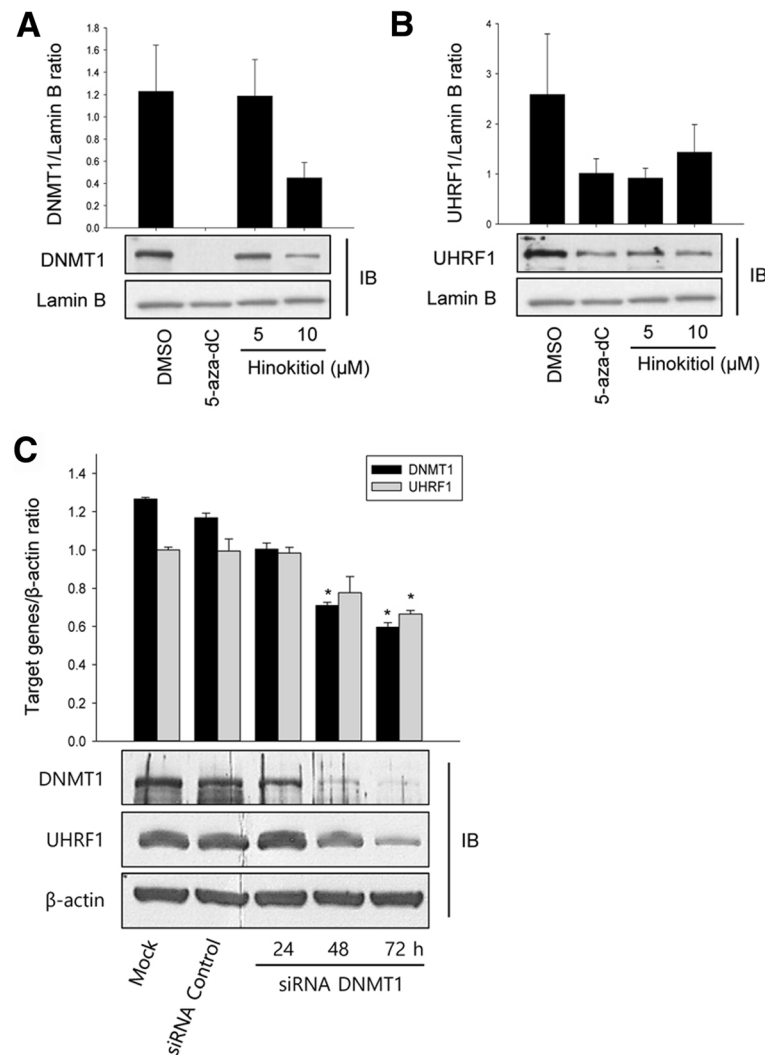 A
DNMT1/Lamin B ratio
1.8
1.6
1.4
1.2
1.0
0.8
0.6
0.4
0.2
0.0
DNMT1
Lamin B
IB
DMSO
5-aza-dC
5
10
Hinokitiol (µM)
B
UHRF1/Lamin B ratio
4
3
2
1
0
UHRF1
Lamin B
IB
DMSO
5-aza-dC
5
10
Hinokitiol (µM)
C
Target genes/β-actin ratio
1.4
1.2
1.0
0.8
0.6
0.4
0.2
0.0
DNMT1
UHRF1
*
*
*
DNMT1
UHRF1
β-actin
IB
Mock
siRNA Control
24
48
72 h
siRNA DNMT1